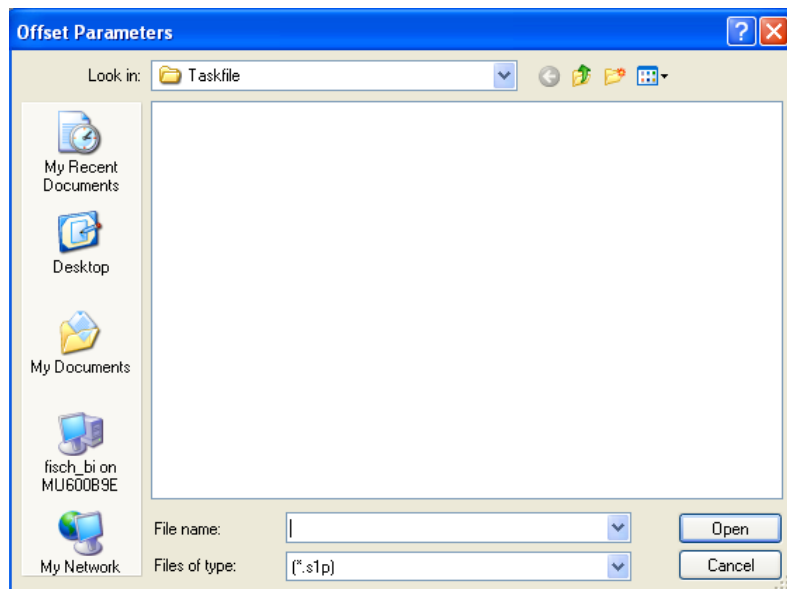 Offset Parameters
Look in: Taskfile
My Recent
Documents
Desktop
My Documents
fisch_bi on
MU600B9E
My Network
File name:
Open
Files of type: (*.s1p)
Cancel